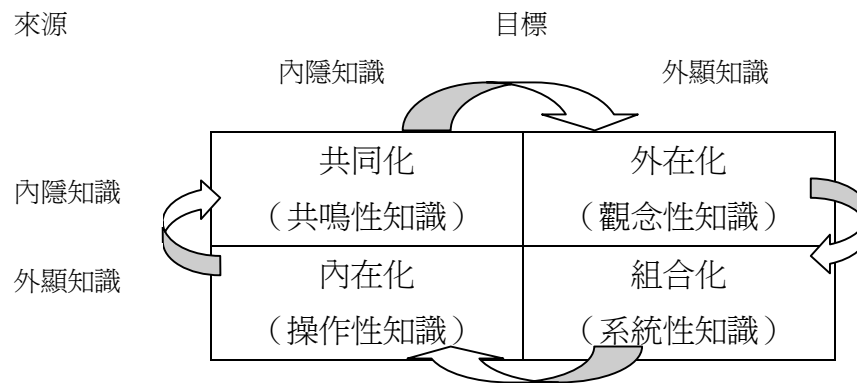 來源 目標
內隱知識 外顯知識
內隱知識
共同化 外在化
（共鳴性知識） （觀念性知識）
外顯知識
內在化 組合化
（操作性知識） （系統性知識）